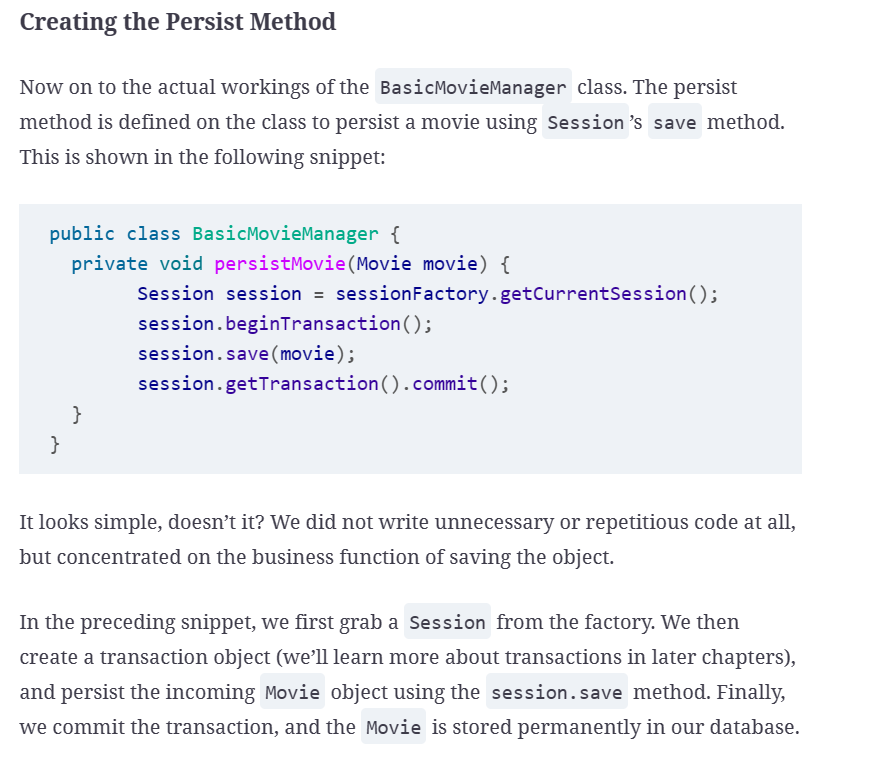 Creating the Persist Method
Now on to the actual workings of the BasicMovieManager class. The persist
method is defined on the class to persist a movie using Session's save method.
This is shown in the following snippet:
public class BasicMovieManager {
  private void persistMovie(Movie movie) {
        Session session = sessionFactory.getCurrentSession();
        session.beginTransaction();
        session.save(movie);
        session.getTransaction().commit();
  }
}
It looks simple, doesn’t it? We did not write unnecessary or repetitious code at all,
but concentrated on the business function of saving the object.
In the preceding snippet, we first grab a Session from the factory. We then
create a transaction object (we’ll learn more about transactions in later chapters),
and persist the incoming Movie object using the session.save method. Finally,
we commit the transaction, and the Movie is stored permanently in our database.